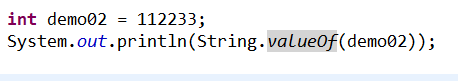 int demo02 = 112233;
System.out.println(String.valueOf(demo02));